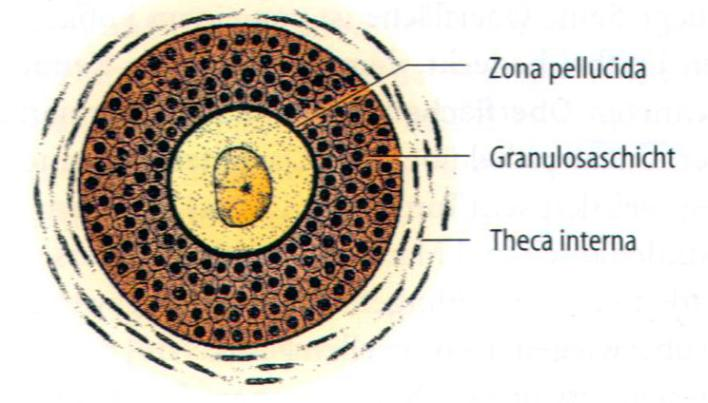 Zona pellucida
Granulosaschicht
Theca interna